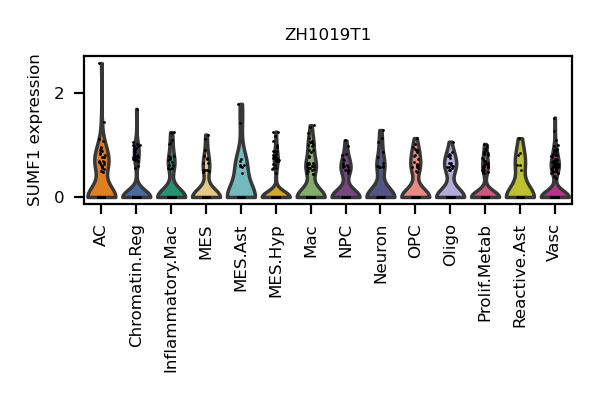 ZH1019T1
SUMF1 expression
2
0
AC
Chromatin.Reg
Inflammatory.Mac
MES
MES.Ast
MES.Hyp
Mac
NPC
Neuron
OPC
Oligo
Prolif.Metab
Reactive.Ast
Vasc